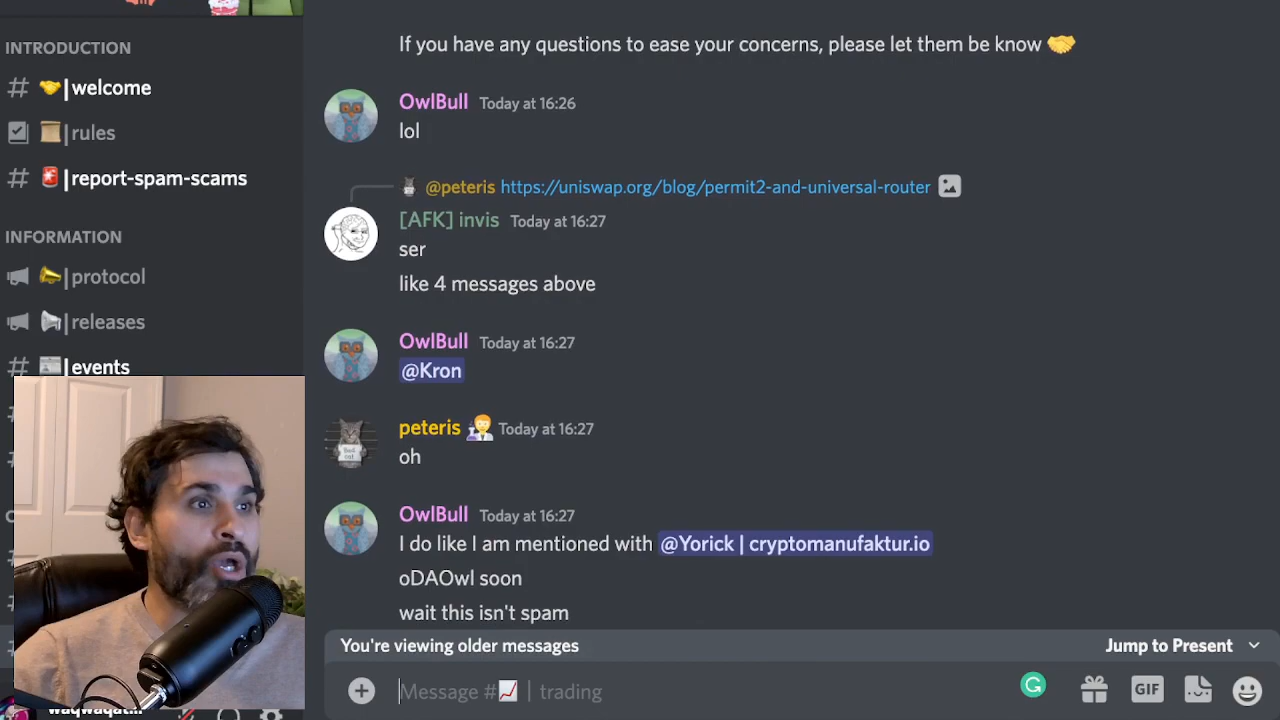 INTRODUCTION
# |welcome
|rules
# |report-spam-scams
INFORMATION
|protocol
|releases
# |events
If you have any questions to ease your concerns, please let them be know 🤝
OwlBull Today at 16:26
lol
@peteris https://uniswap.org/blog/permit2-and-universal-router
[AFK] invis Today at 16:27
ser
like 4 messages above
OwlBull Today at 16:27
@Kron
peteris Today at 16:27
oh
OwlBull Today at 16:27
I do like I am mentioned with @Yorick | cryptomanufaktur.io
oDAOwl soon
wait this isn't spam
You're viewing older messages
Jump to Present
Message #📈 | trading
GIF